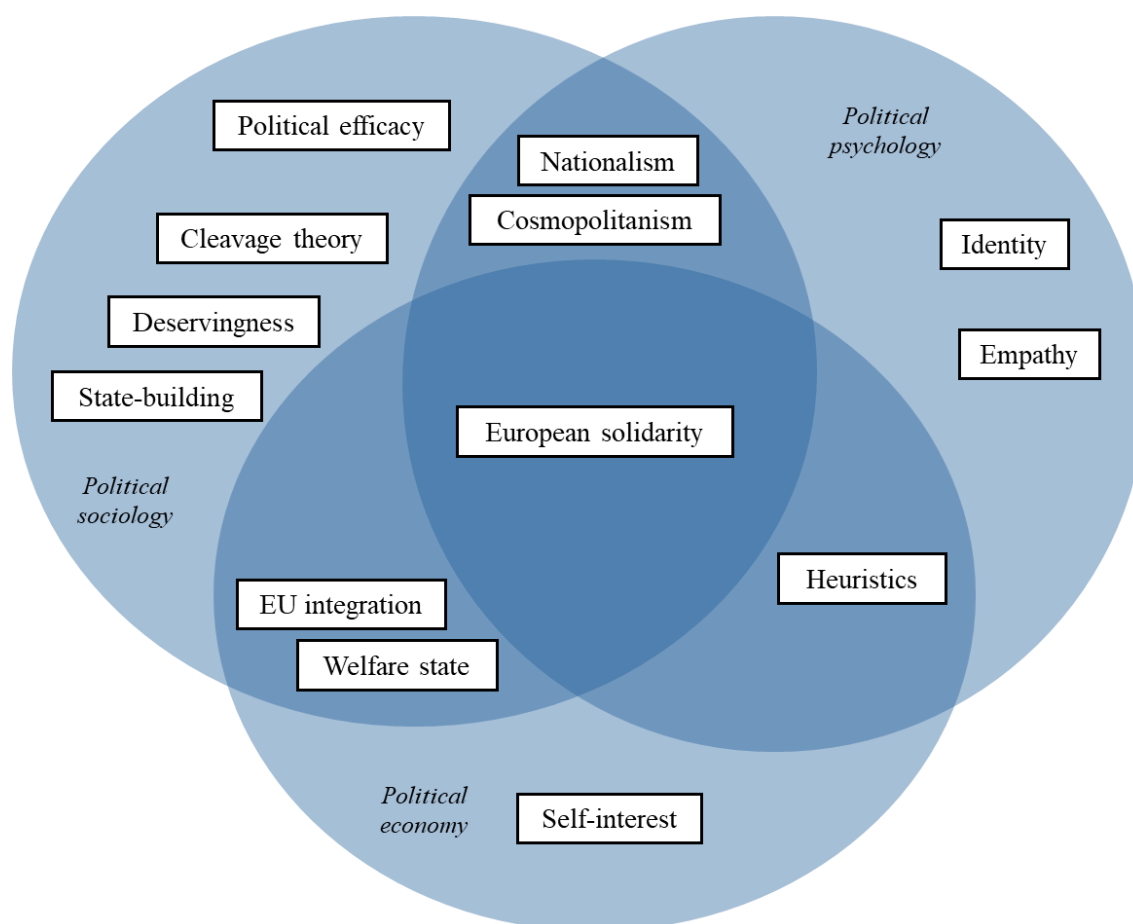 Political efficacy
Political
psychology
Nationalism
Cosmopolitanism
Cleavage theory
Identity
Deservingness
Empathy
State-building
European solidarity
Political
sociology
Heuristics
EU integration
Welfare state
Political
economy
Self-interest